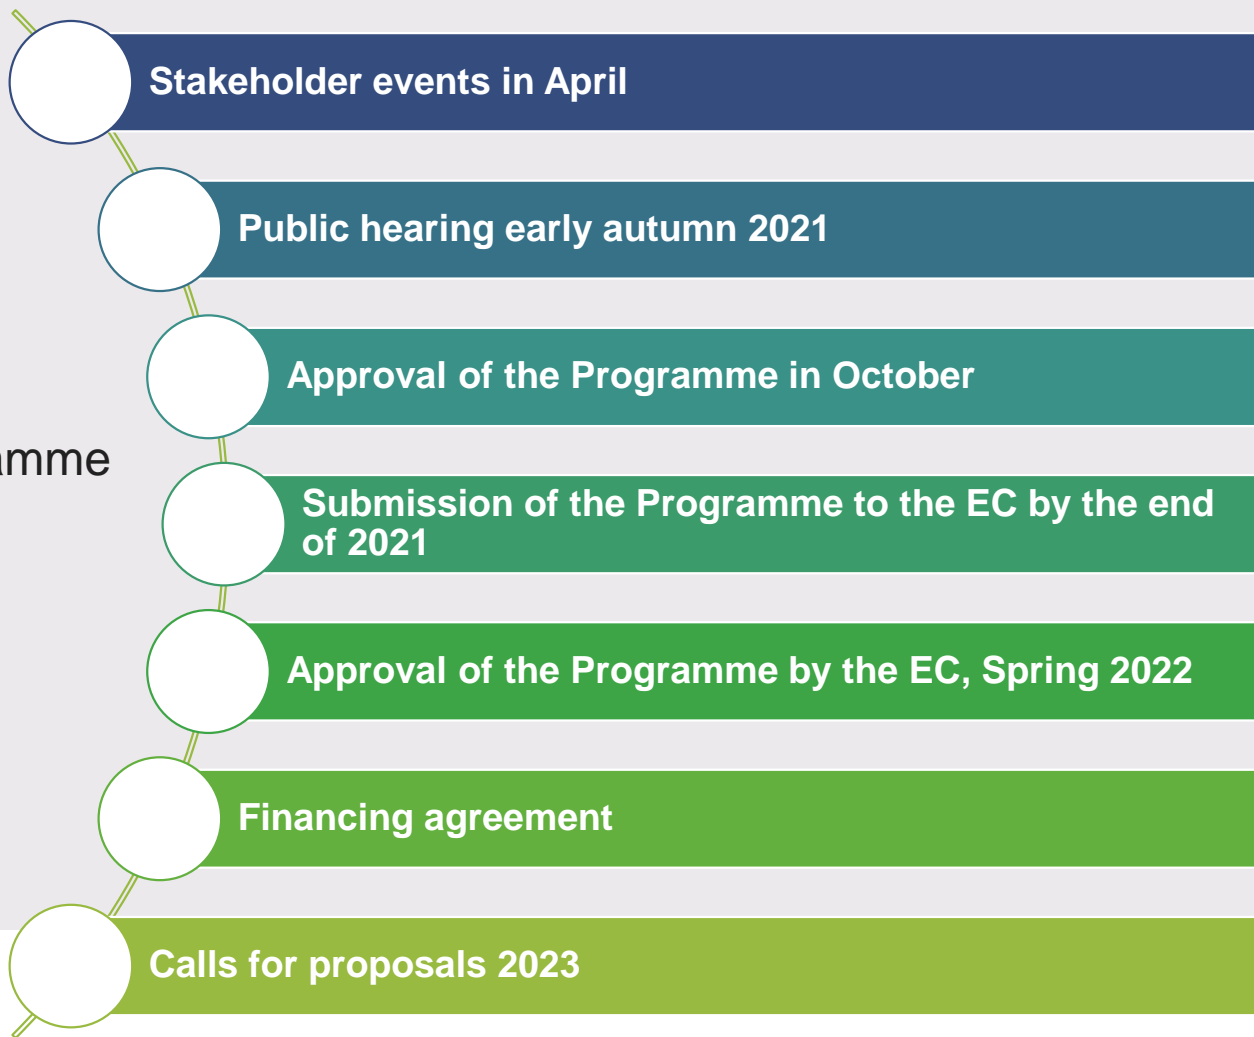 Stakeholder events in April
Public hearing early autumn 2021
Approval of the Programme in October
amme
Submission of the Programme to the EC by the end
of 2021
Approval of the Programme by the EC, Spring 2022
Financing agreement
Calls for proposals 2023